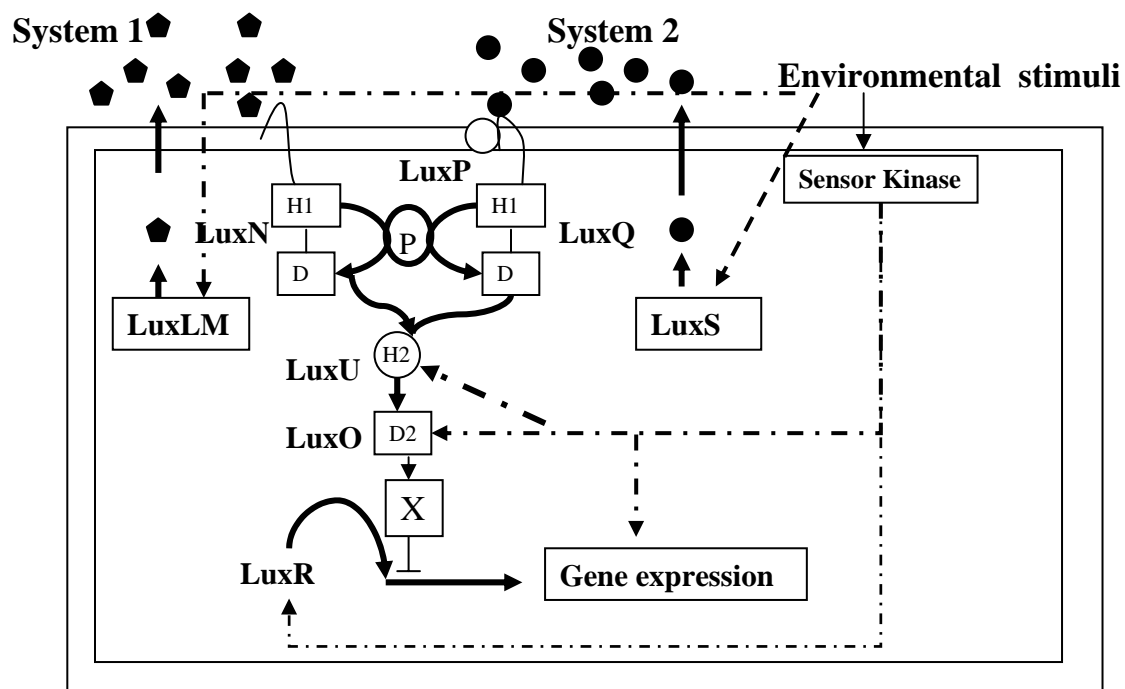 System 1
System 2
Environmental stimuli
LuxP
Sensor Kinase
H1
H1
LuxN
P
LuxQ
D
D
LuxLM
LuxS
H2
LuxU
LuxO
D2
X
LuxR
Gene expression